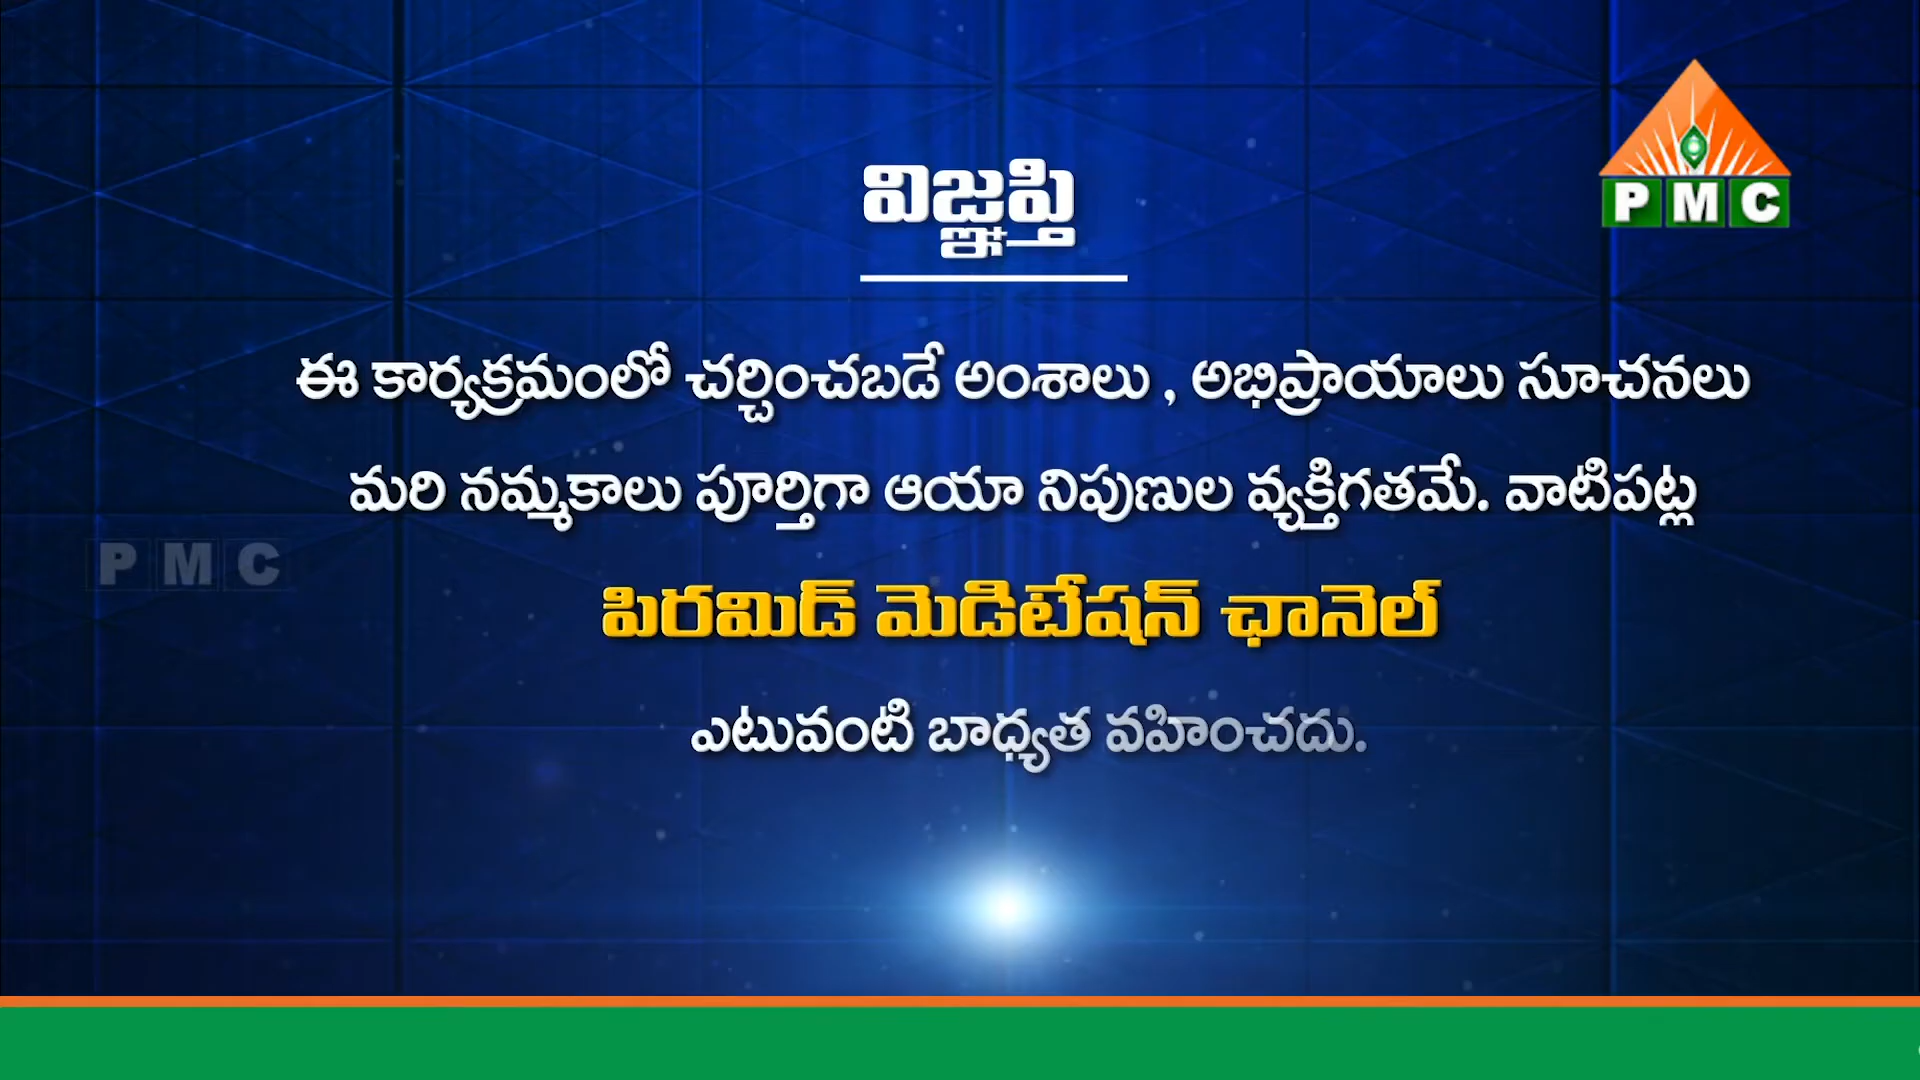 విజ్ఞప్తి
PMC
ఈ కార్యక్రమంలో చర్చించబడే అంశాలు , అభిప్రాయాలు సూచనలు
మరి నమ్మకాలు పూర్తిగా ఆయా నిపుణుల వ్యక్తిగతమే. వాటిపట్ల
PMC
పిరమిడ్ మెడిటేషన్ ఛానెల్
ఎటువంటి బాధ్యత వహించదు.